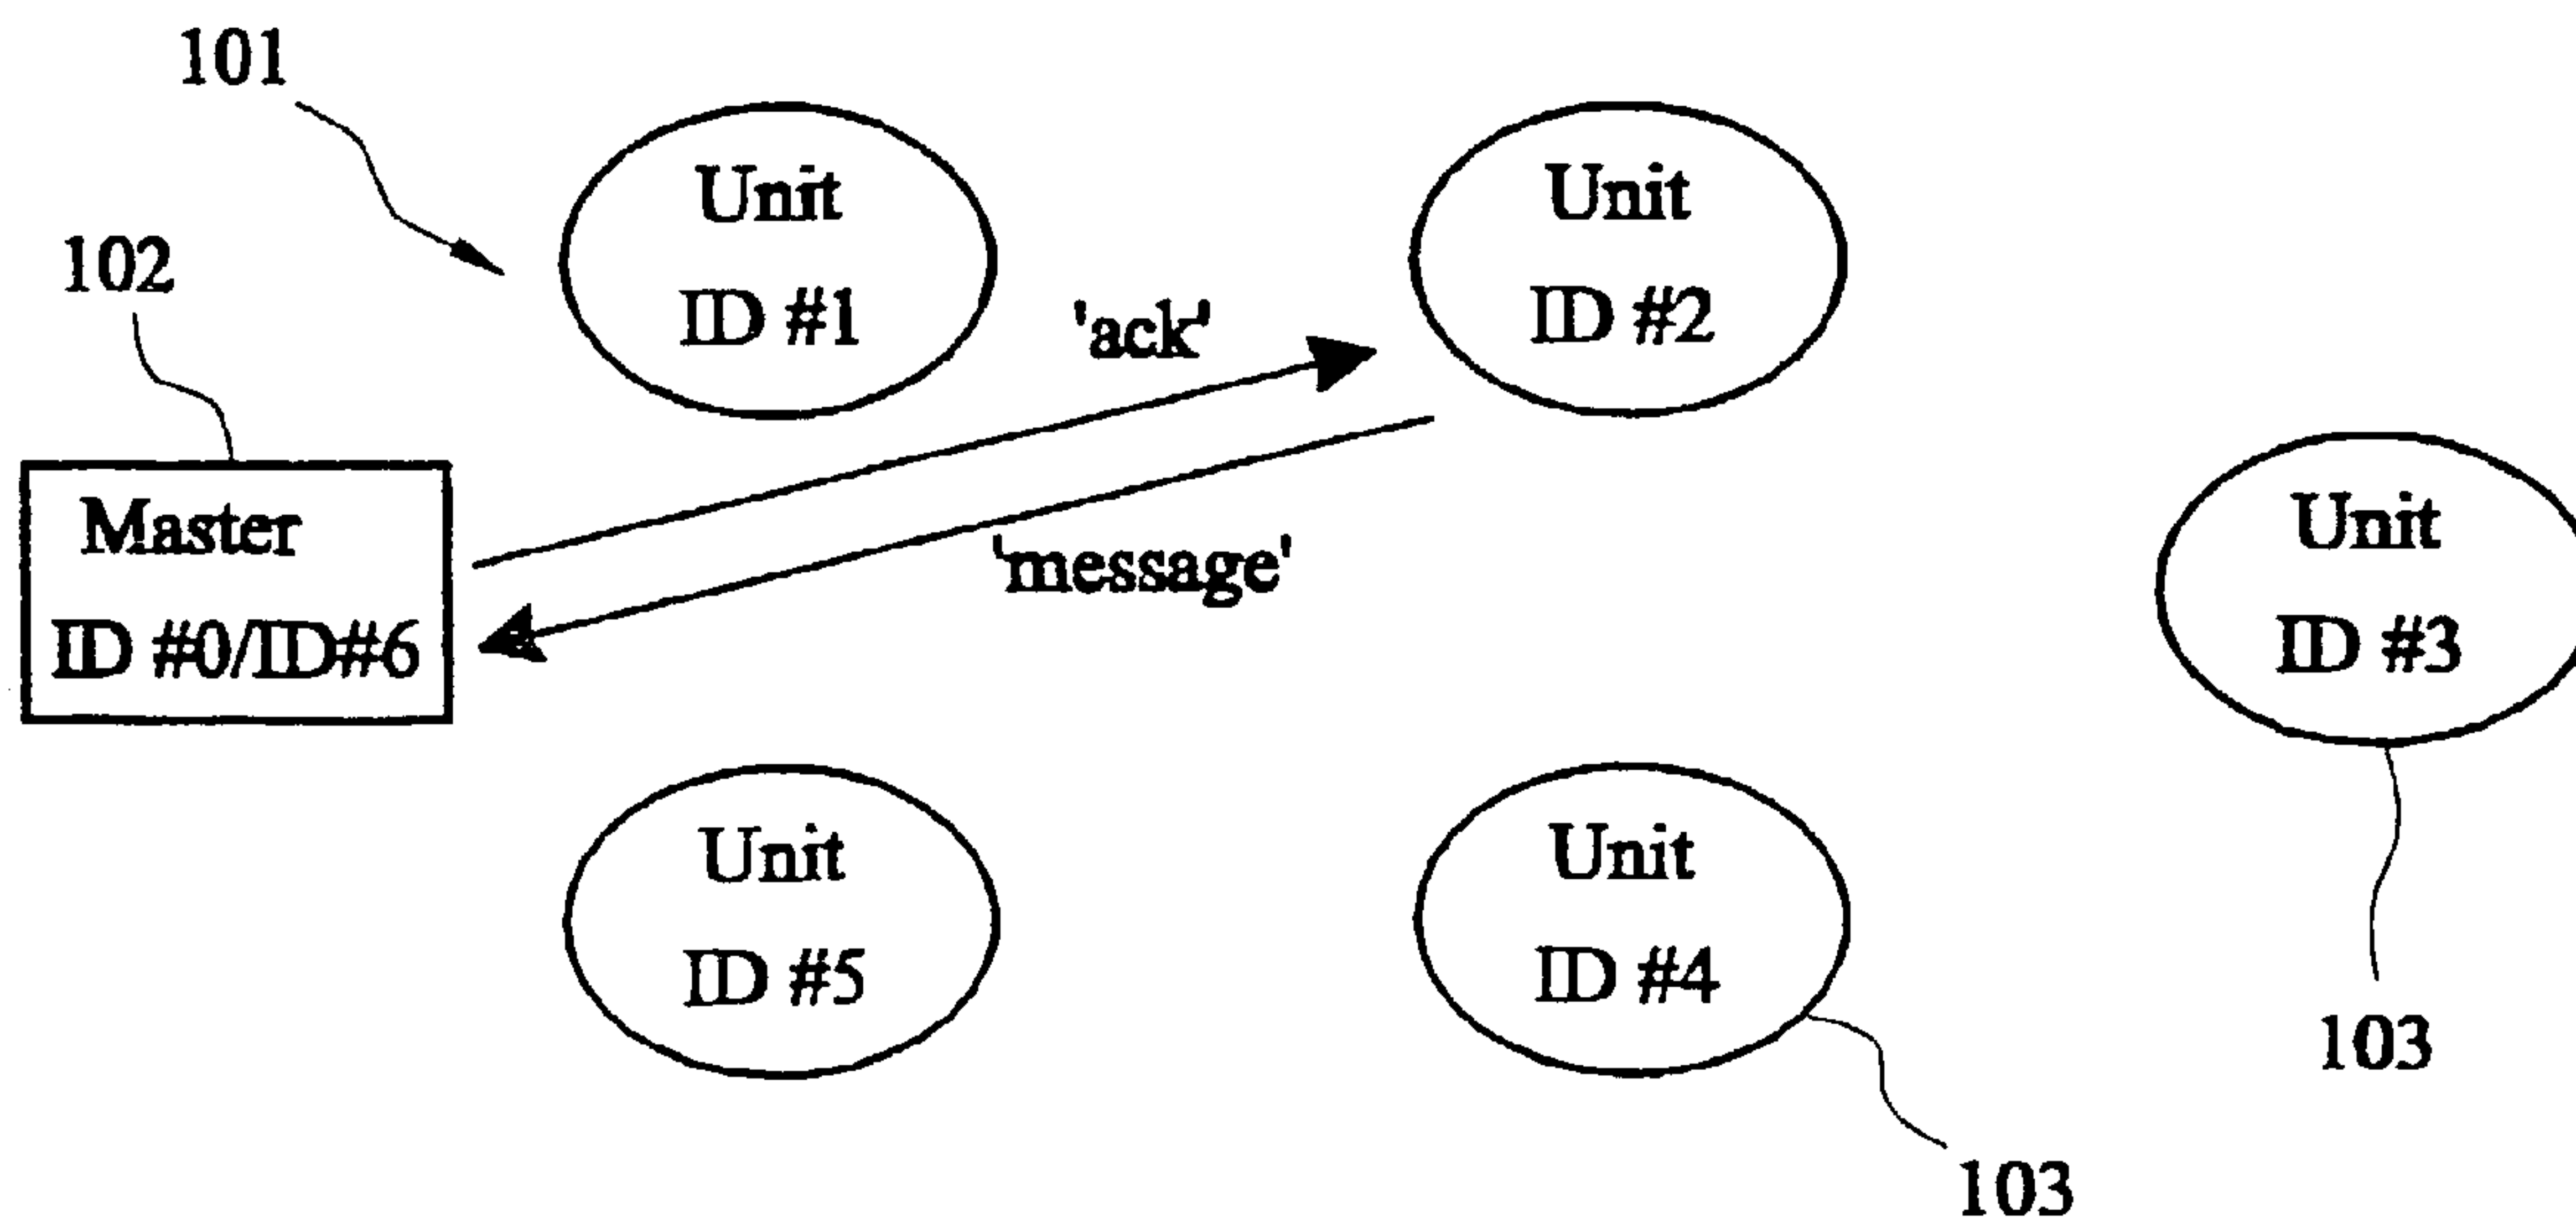 101
Unit
ID #1
Unit
ID #2
102
'ack'
Master
ID #0/ID#6
'message'
Unit
ID #3
Unit
ID #5
Unit
ID #4
103
103